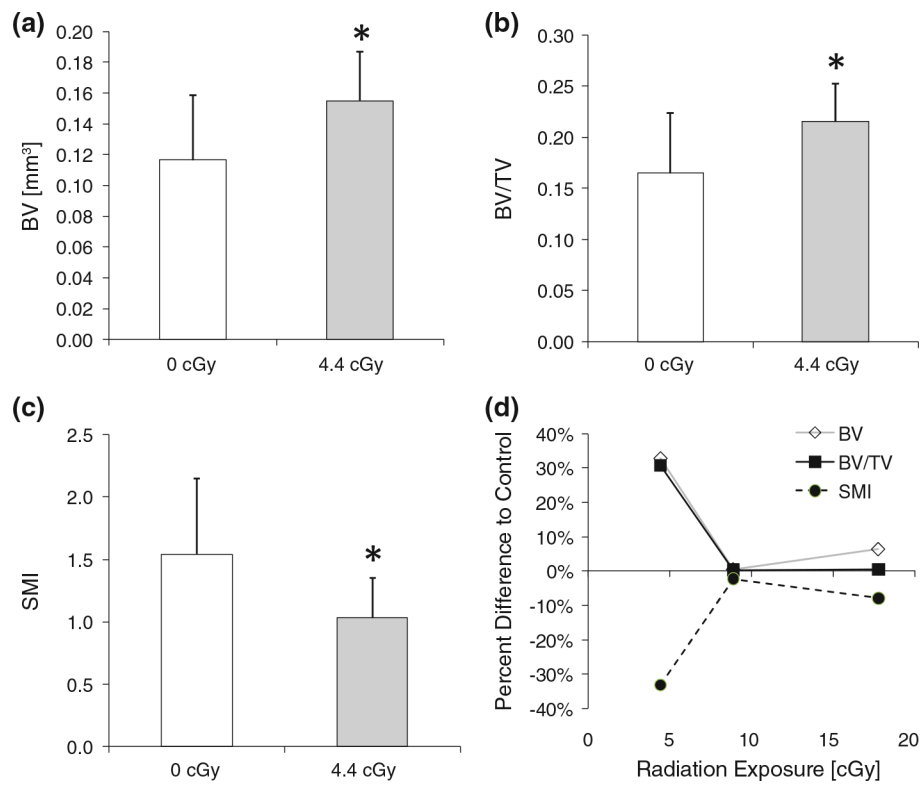 (a)
BV [mm³]
0.20
0.18
0.16
0.14
0.12
0.10
0.08
0.06
0.04
0.02
0.00
*
0 cGy
4.4 cGy
(b)
BV/TV
0.30
0.25
0.20
0.15
0.10
0.05
0.00
*
0 cGy
4.4 cGy
(c)
SMI
2.5
2.0
1.5
1.0
0.5
0.0
*
0 cGy
4.4 cGy
(d)
Percent Difference to Control
40%
30%
20%
10%
0%
-10%
-20%
-30%
-40%
BV
BV/TV
SMI
0 5 10 15 20
Radiation Exposure [cGy]